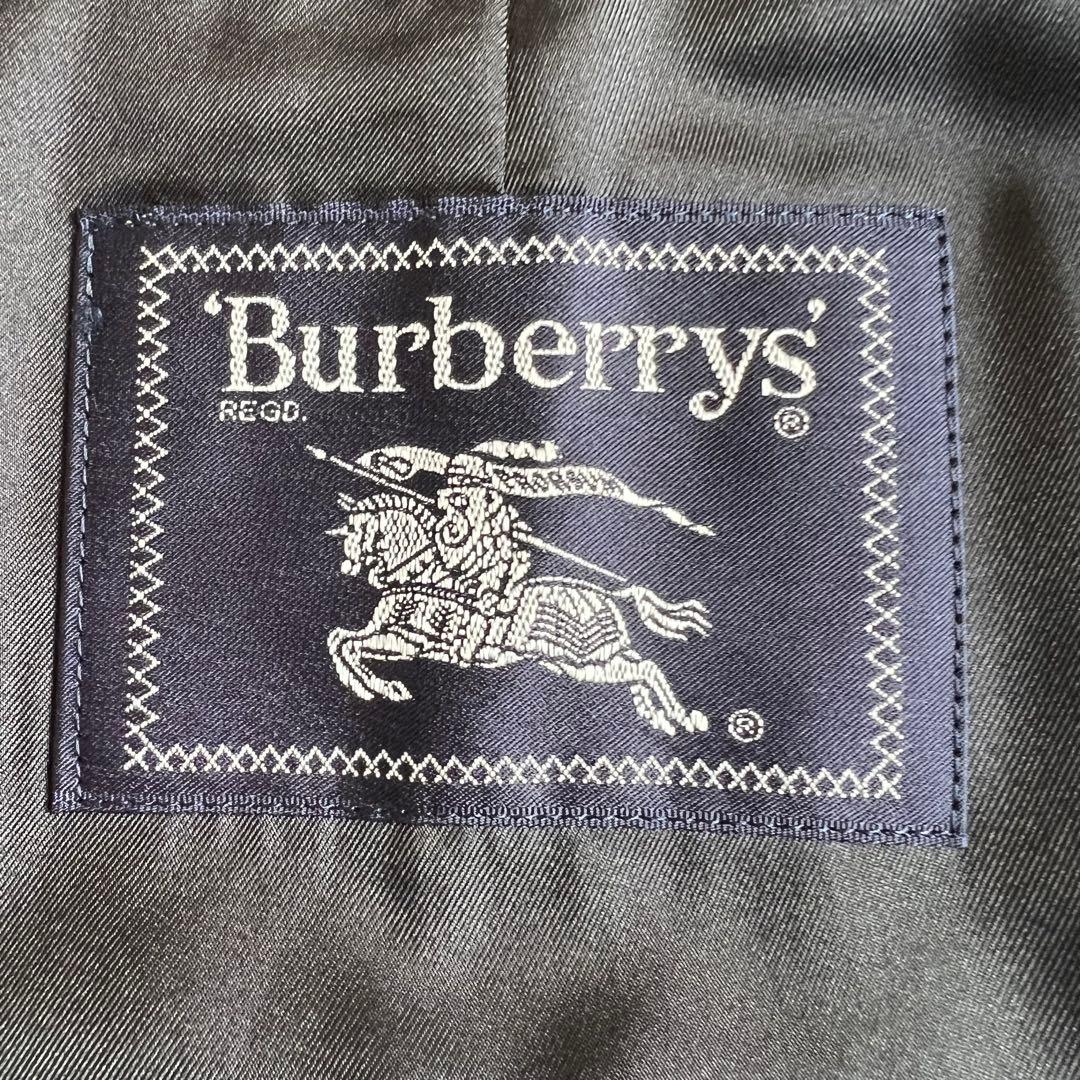 ‘Burberrys’
REGD. ®
®